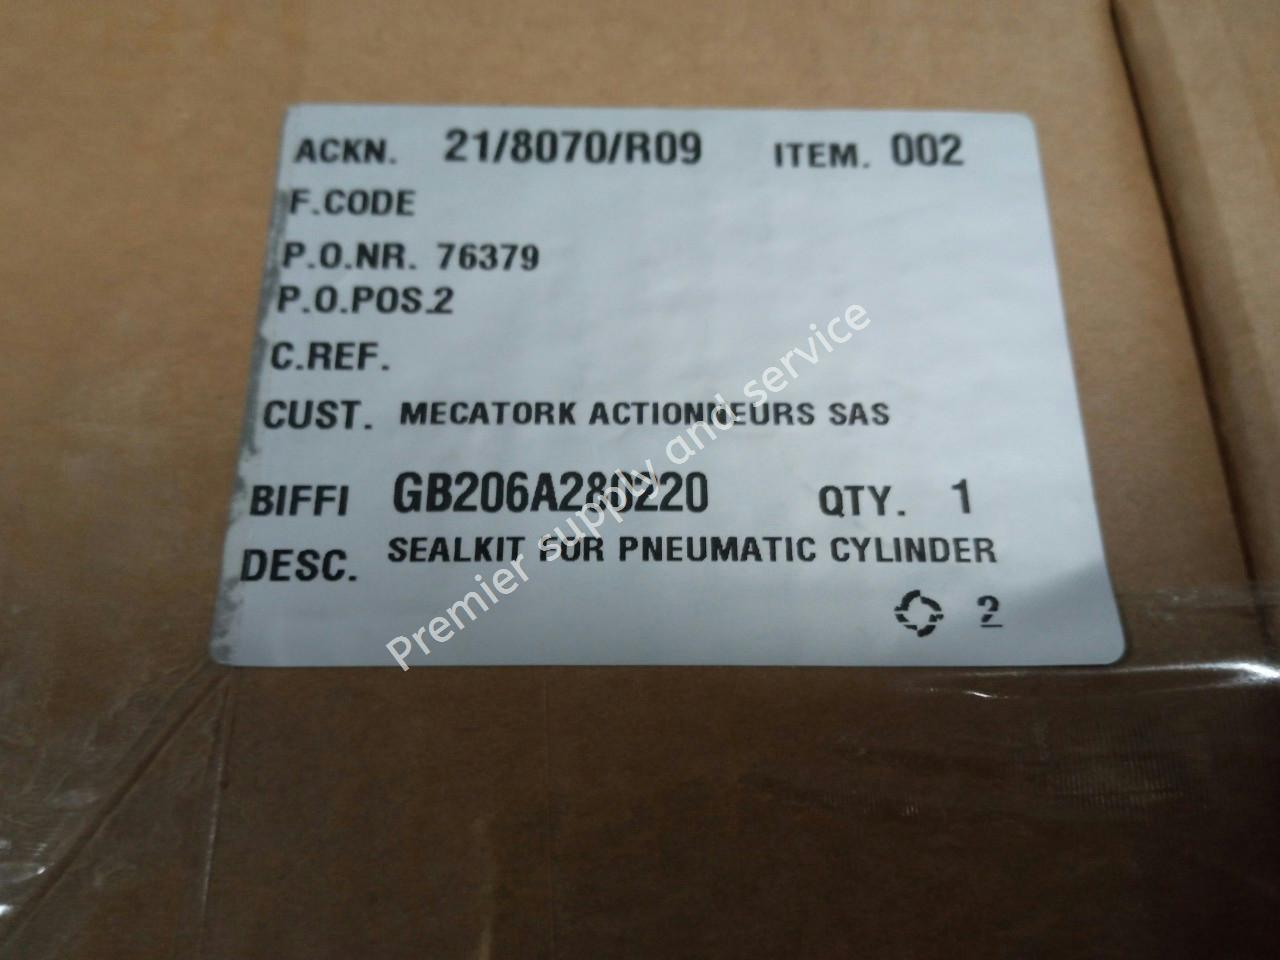 ACKN. 21/8070/R09 ITEM. 002
F.CODE
P.O.NR. 76379
P.O.POS.2
C.REF.
CUST. MECATORK ACTIONNEURS SAS
BIFFI GB206A280220 QTY. 1
DESC. SEALKIT FOR PNEUMATIC CYLINDER
2
Premier supply and service